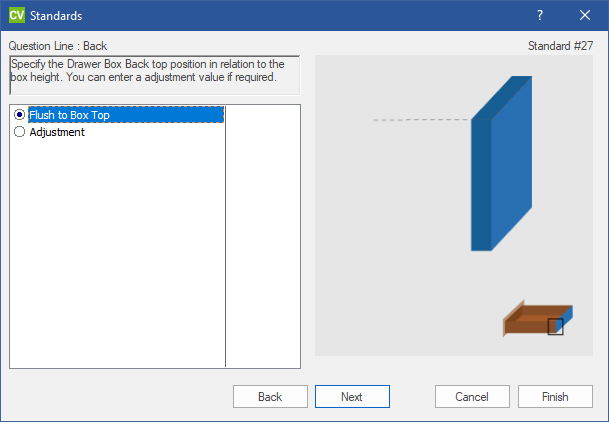 CV Standards
?
Question Line : Back
Standard #27
Specify the Drawer Box Back top position in relation to the
box height. You can enter a adjustment value if required.
Flush to Box Top
Adjustment
Back
Next
Cancel
Finish